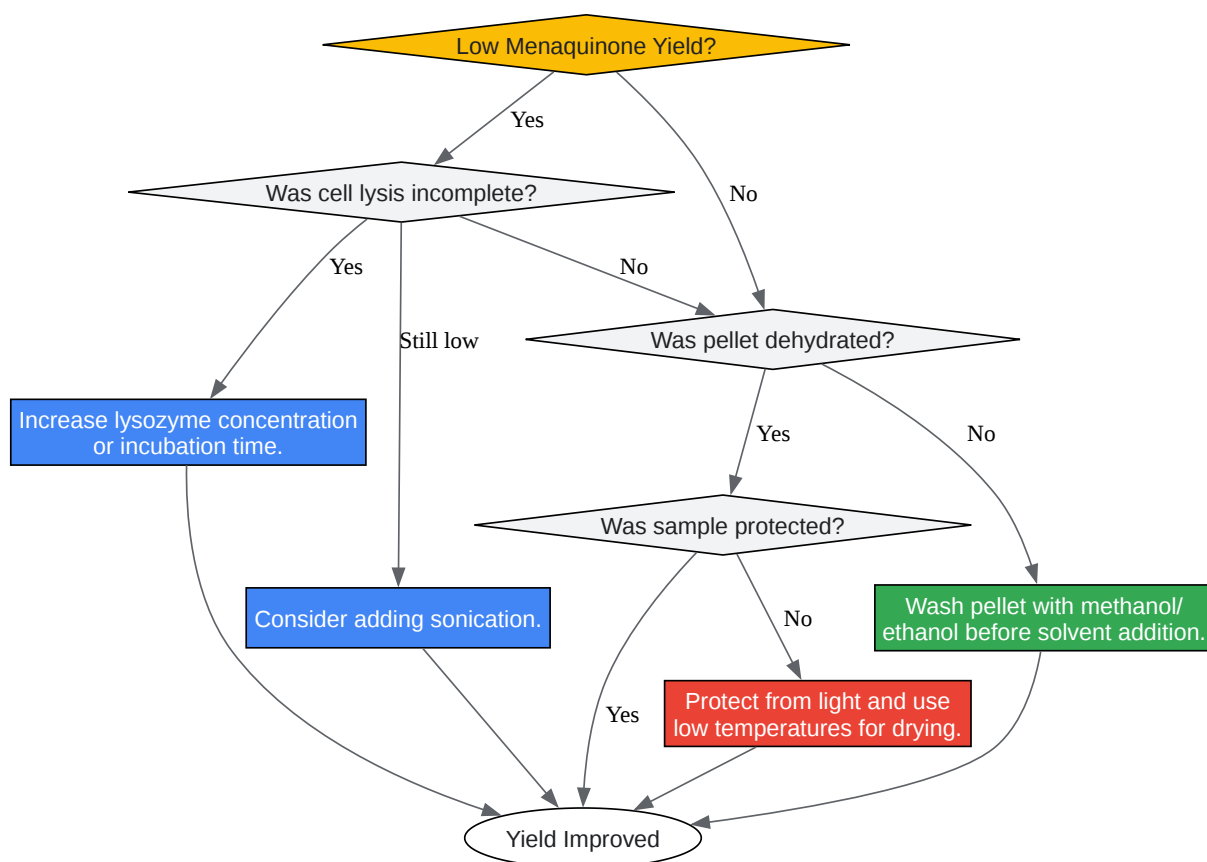 Low Menaquinone Yield?
Yes
Was cell lysis incomplete?
No
Yes
No
Still low
Was pellet dehydrated?
Increase lysozyme concentration
or incubation time.
Yes
No
Was sample protected?
Consider adding sonication.
No
Wash pellet with methanol/
ethanol before solvent addition.
Yes
Protect from light and use
low temperatures for drying.
Yield Improved